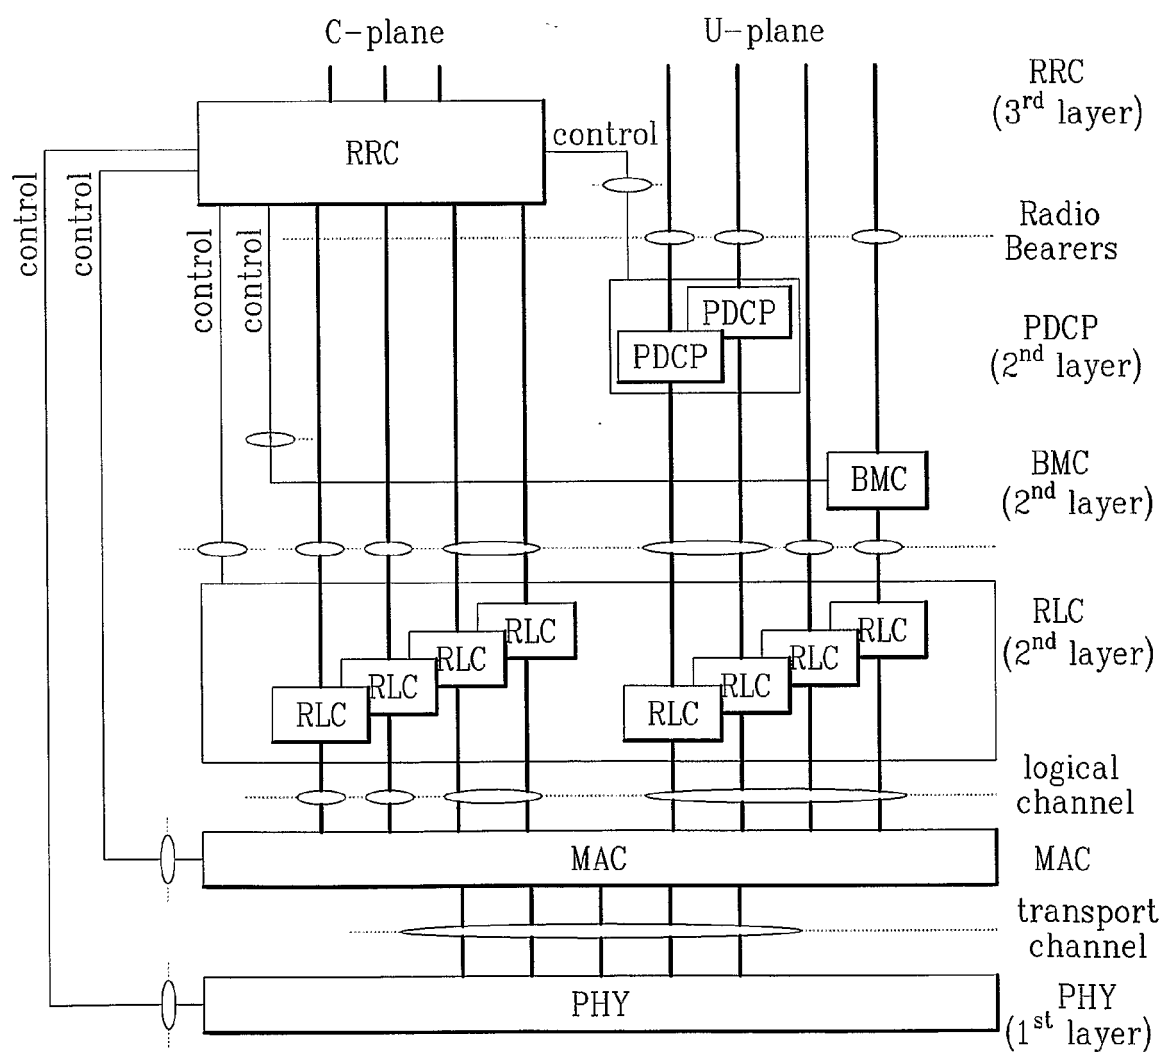 C-plane
U-plane
RRC
(3rd layer)
RRC
control
control
control
control
control
Radio
Bearers
PDCP
PDCP
PDCP
(2nd layer)
BMC
BMC
(2nd layer)
RLC
RLC
RLC
RLC
RLC
RLC
RLC
RLC
RLC
(2nd layer)
logical
channel
MAC
MAC
transport
channel
PHY
PHY
(1st layer)